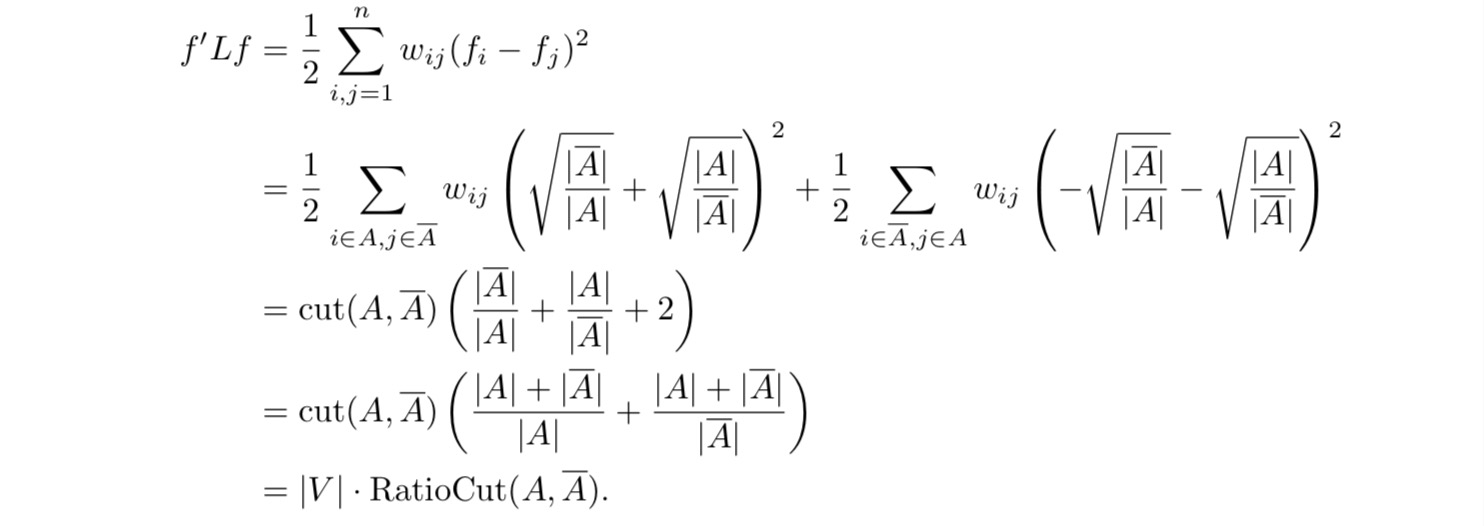 $f'Lf = \frac{1}{2} \sum_{i,j=1}^{n} w_{ij}(f_i - f_j)^2$
$= \frac{1}{2} \sum_{i \in A, j \in \overline{A}} w_{ij} \left( \sqrt{\frac{|\overline{A}|}{|A|}} + \sqrt{\frac{|A|}{|\overline{A}|}} \right)^2 + \frac{1}{2} \sum_{i \in \overline{A}, j \in A} w_{ij} \left( -\sqrt{\frac{|\overline{A}|}{|A|}} - \sqrt{\frac{|A|}{|\overline{A}|}} \right)^2$
$= \text{cut}(A, \overline{A}) \left( \frac{|\overline{A}|}{|A|} + \frac{|A|}{|\overline{A}|} + 2 \right)$
$= \text{cut}(A, \overline{A}) \left( \frac{|A| + |\overline{A}|}{|A|} + \frac{|A| + |\overline{A}|}{|\overline{A}|} \right)$
$= |V| \cdot \text{RatioCut}(A, \overline{A}).$